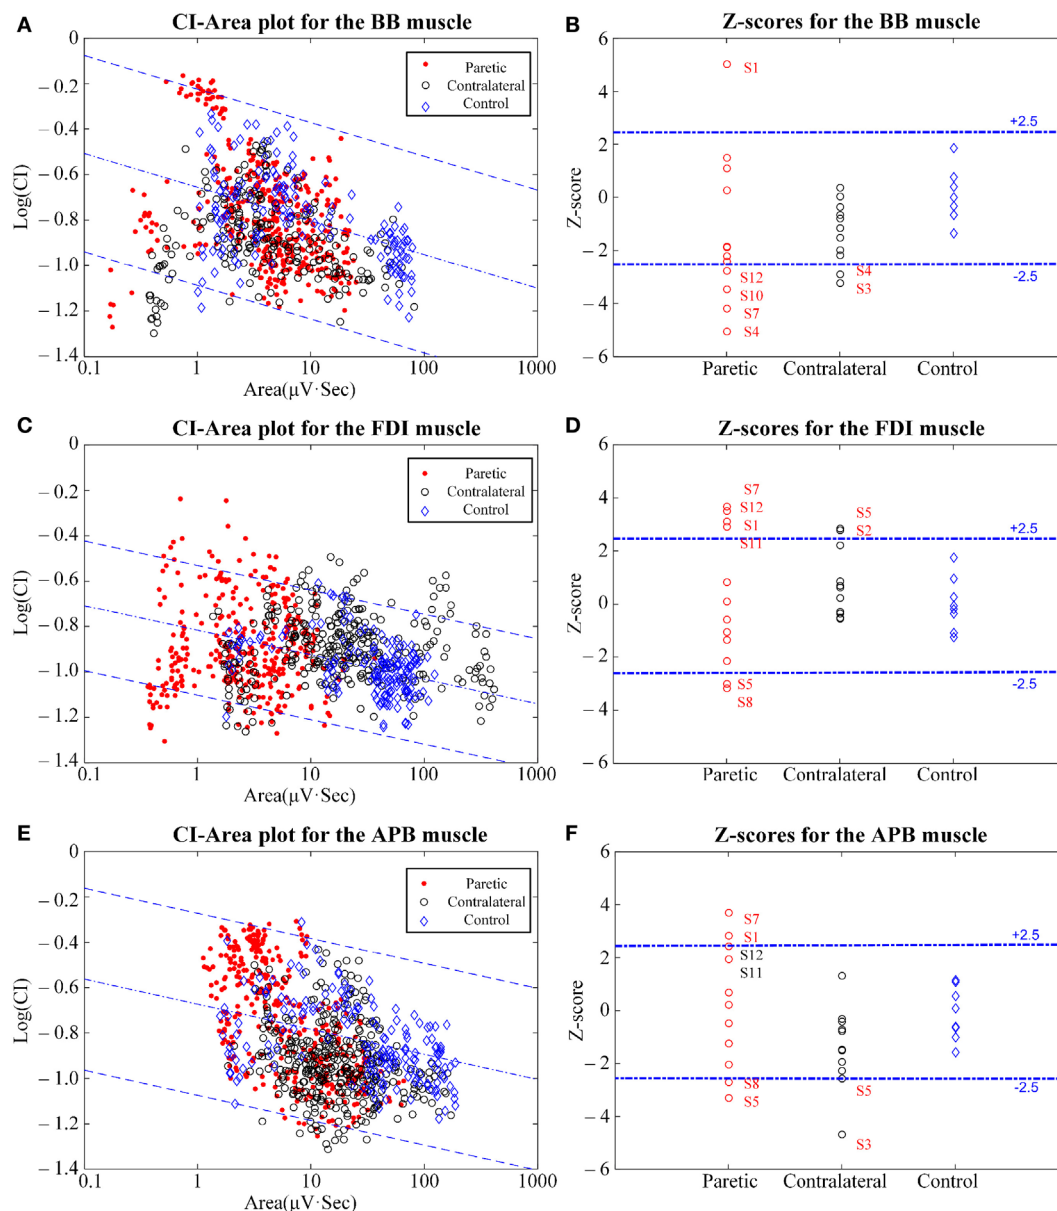 A
CI-Area plot for the BB muscle
0
−0.2
−0.4
−0.6
−0.8
−1.0
−1.2
−1.4
Log(CI)
Paretic
Contralateral
Control
0.1 1 10 100 1000
Area(μV·Sec)
B
Z-scores for the BB muscle
6
4
2
0
−2
−4
−6
Z-score
S1
+2.5
-2.5
S12
S10
S7
S4
S4
S3
Paretic Contralateral Control
C
CI-Area plot for the FDI muscle
0
−0.2
−0.4
−0.6
−0.8
−1.0
−1.2
−1.4
Log(CI)
Paretic
Contralateral
Control
0.1 1 10 100 1000
Area(μV·Sec)
D
Z-scores for the FDI muscle
6
4
2
0
−2
−4
−6
Z-score
S7
S12
S1
S11
S5
S2
+2.5
-2.5
S5
S8
Paretic Contralateral Control
E
CI-Area plot for the APB muscle
0
−0.2
−0.4
−0.6
−0.8
−1.0
−1.2
−1.4
Log(CI)
Paretic
Contralateral
Control
0.1 1 10 100 1000
Area(μV·Sec)
F
Z-scores for the APB muscle
6
4
2
0
−2
−4
−6
Z-score
S7
S1
S12
S11
+2.5
-2.5
S8
S5
S5
S3
Paretic Contralateral Control